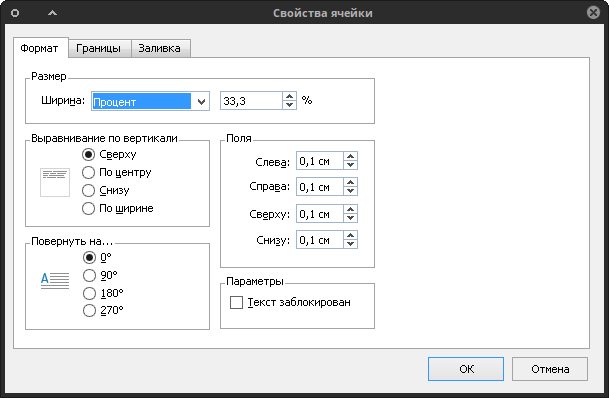 Свойства ячейки
Формат Границы Заливка
Размер
Ширина: Процент 33,3 %
Выравнивание по вертикали
Сверху
По центру
Снизу
По ширине
Поля
Слева: 0,1 см
Справа: 0,1 см
Сверху: 0,1 см
Снизу: 0,1 см
Повернуть на...
A
0°
90°
180°
270°
Параметры
Текст заблокирован
OK Отмена